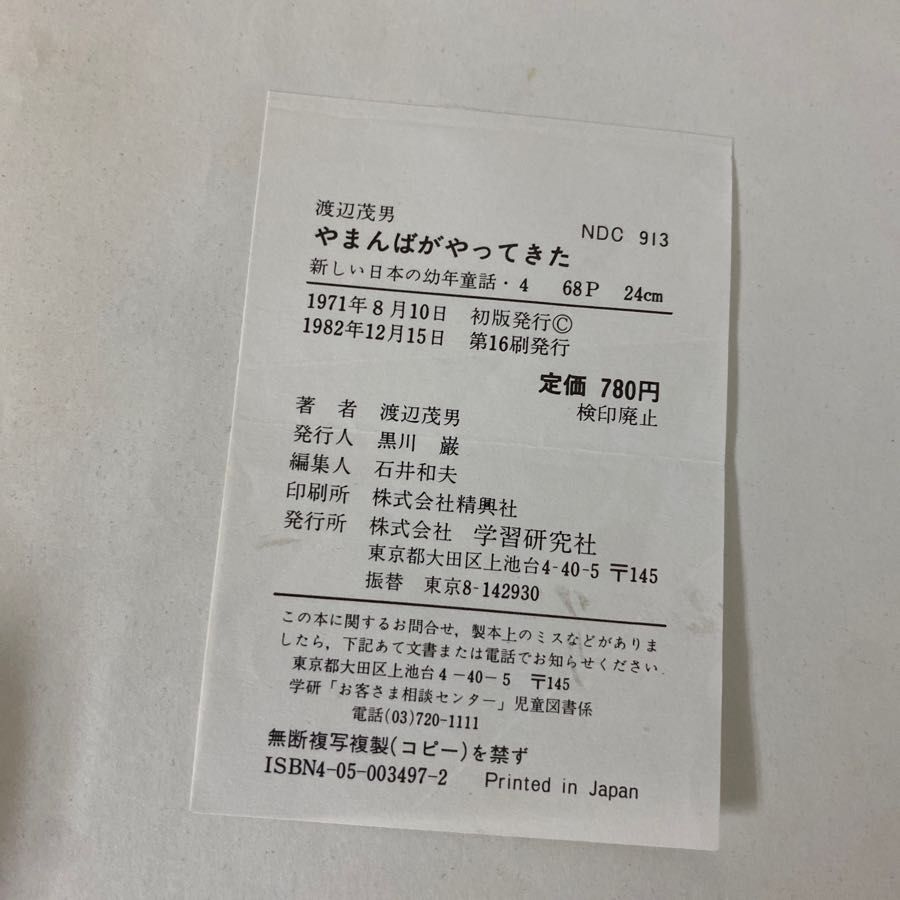 渡辺茂男
NDC 913
やまんばがやってきた
新しい日本の幼年童話・4 68P 24cm
1971年8月10日 初版発行Ⓒ
1982年12月15日 第16刷発行
定価 780円
検印廃止
著者 渡辺茂男
発行人 黒川 巌
編集人 石井和夫
印刷所 株式会社精興社
発行所 株式会社 学習研究社
東京都大田区上池台4-40-5 〒145
振替 東京8-142930
この本に関するお問合せ,製本上のミスなどがありま
したら,下記あて文書または電話でお知らせください
東京都大田区上池台4-40-5 〒145
学研「お客さま相談センター」児童図書係
電話(03)720-1111
無断複写複製(コピー)を禁ず
ISBN4-05-003497-2 Printed in Japan